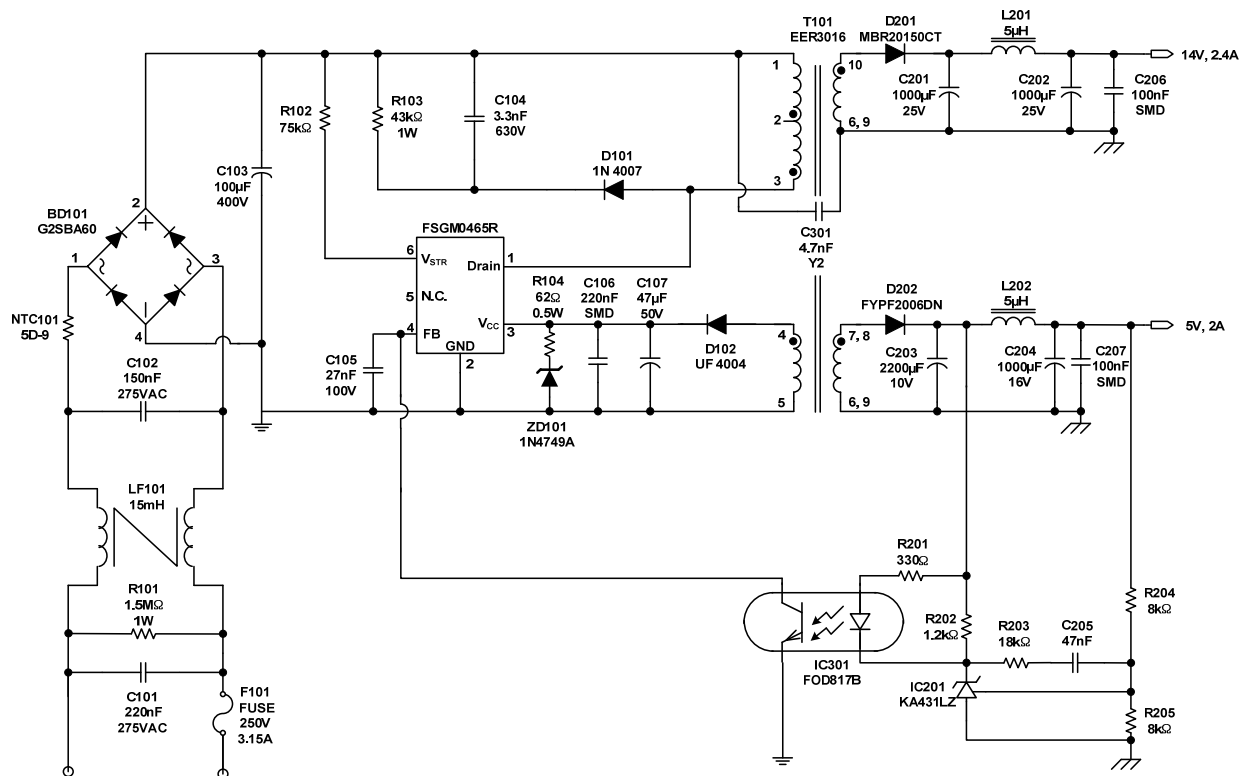 T101
EER3016
D201
MBR20150CT
L201
5µH
1
10
C201
1000µF
25V
C202
1000µF
25V
C206
100nF
SMD
14V, 2.4A
R102
75kΩ
R103
43kΩ
1W
C104
3.3nF
630V
2
6, 9
D101
1N 4007
3
C103
100µF
400V
BD101
G2SBA60
2
1
3
4
FSGM0465R
6
VSTR
Drain
1
5
N.C.
4
FB
VCC
3
GND
2
C301
4.7nF
Y2
R104
62Ω
0.5W
C106
220nF
SMD
C107
47µF
50V
D202
FYPF2006DN
L202
5µH
NTC101
5D-9
C102
150nF
275VAC
C105
27nF
100V
D102
UF 4004
4
7, 8
C203
2200µF
10V
C204
1000µF
16V
C207
100nF
SMD
5V, 2A
5
6, 9
ZD101
1N4749A
LF101
15mH
R101
1.5MΩ
1W
C101
220nF
275VAC
F101
FUSE
250V
3.15A
R201
330Ω
R202
1.2kΩ
R203
18kΩ
C205
47nF
R204
8kΩ
IC301
FOD817B
IC201
KA431LZ
R205
8kΩ